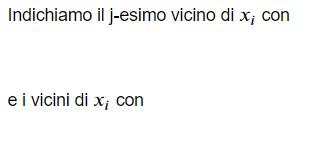 Indichiamo il j-esimo vicino di xᵢ con
e i vicini di xᵢ con